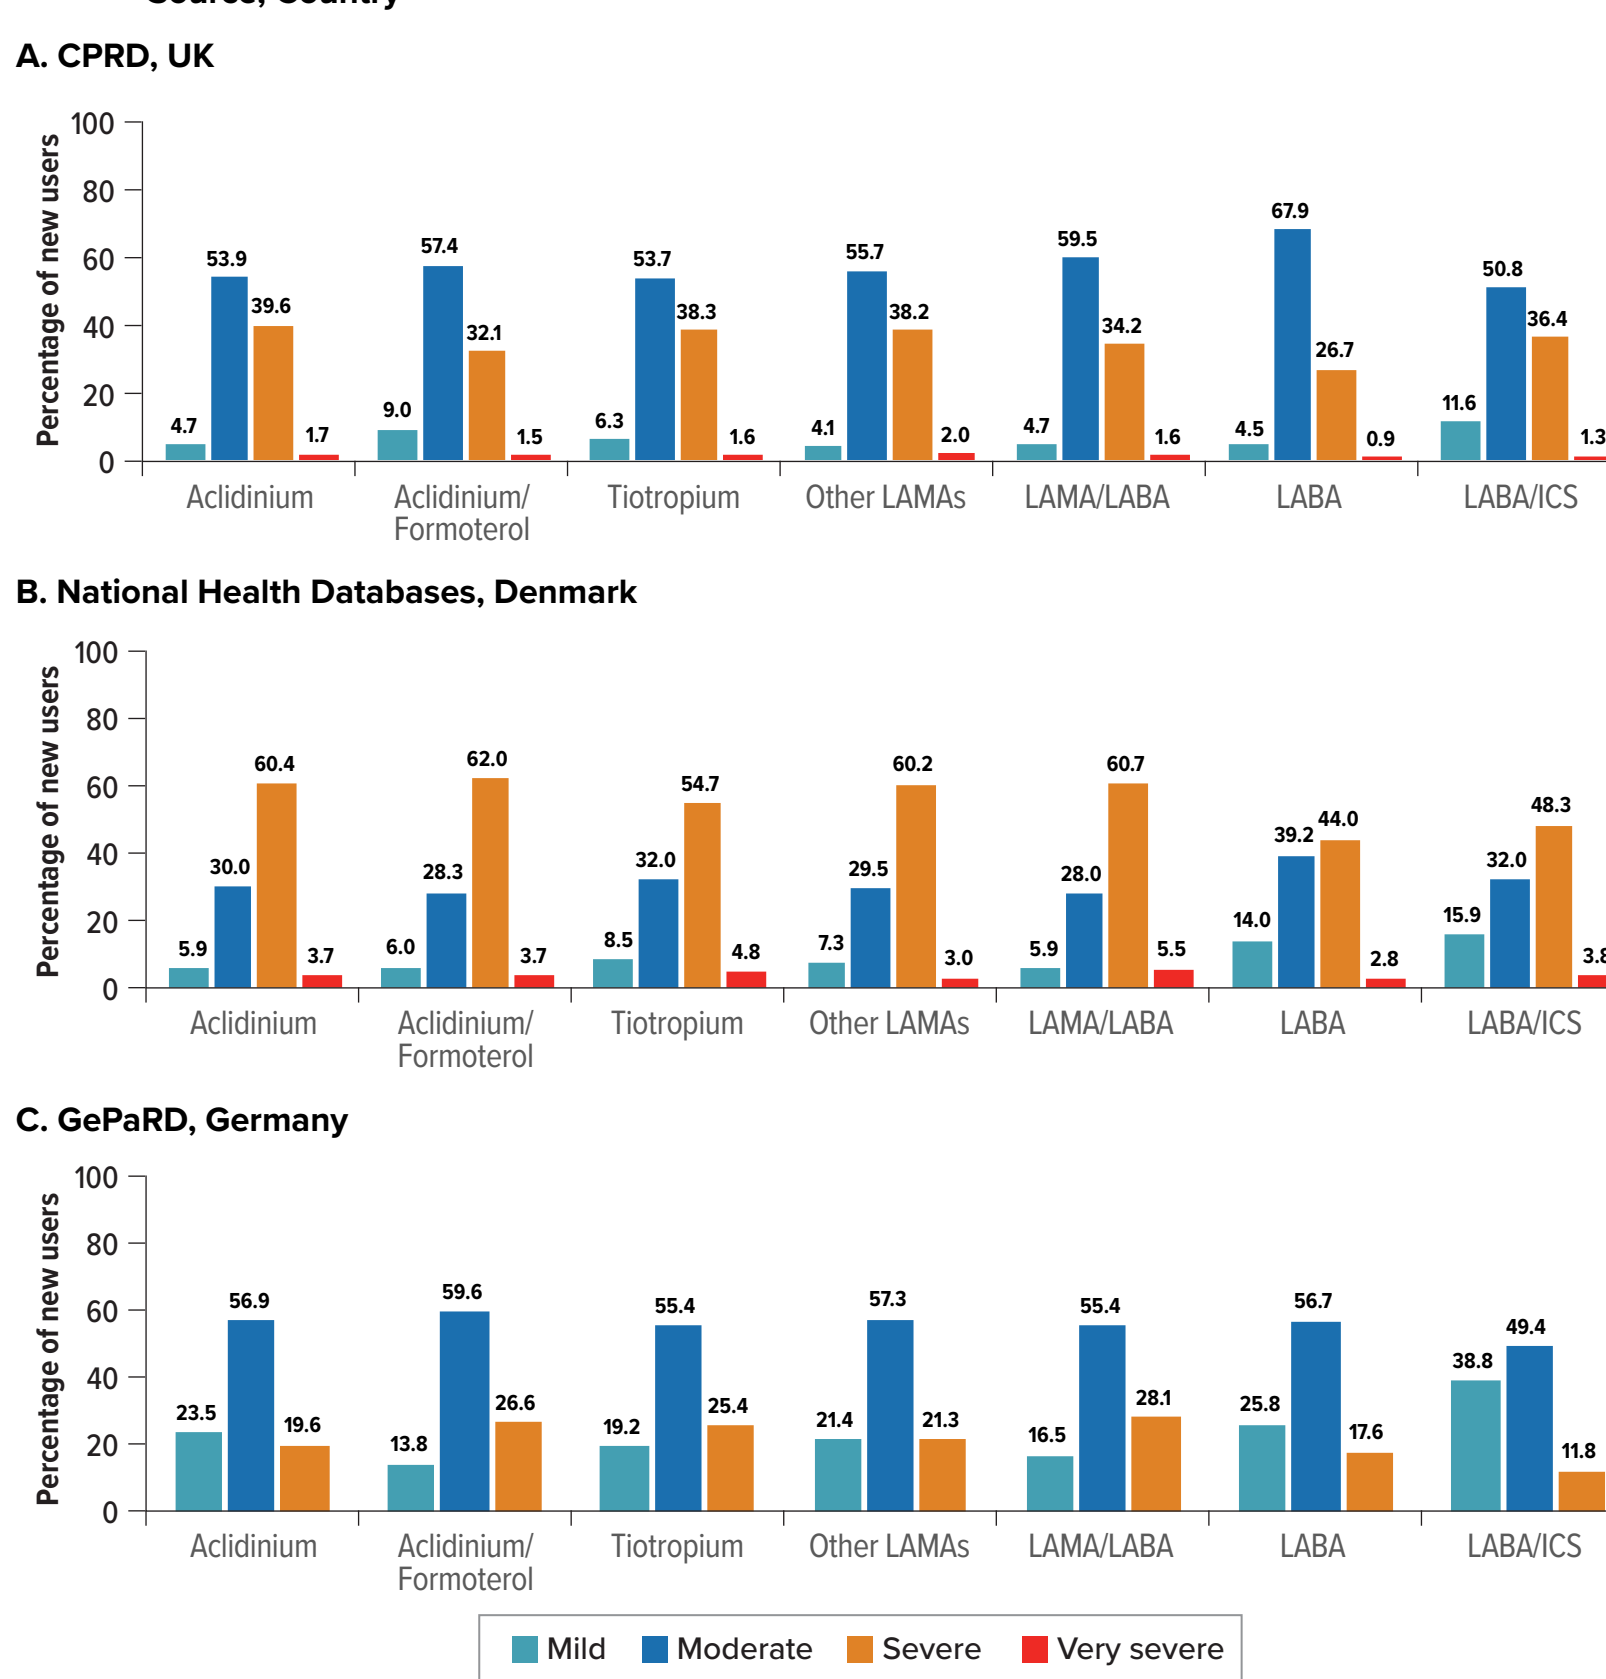 Source, Country
A. CPRD, UK
Percentage of new users
100
80
60
40
20
0
4.7
53.9
39.6
1.7
9.0
57.4
32.1
1.5
6.3
53.7
38.3
1.6
4.1
55.7
38.2
2.0
4.7
59.5
34.2
1.6
4.5
67.9
26.7
0.9
11.6
50.8
36.4
1.3
Aclidinium
Aclidinium/
Formoterol
Tiotropium
Other LAMAs
LAMA/LABA
LABA
LABA/ICS
B. National Health Databases, Denmark
Percentage of new users
100
80
60
40
20
0
5.9
30.0
60.4
3.7
6.0
28.3
62.0
3.7
8.5
32.0
54.7
4.8
7.3
29.5
60.2
3.0
5.9
28.0
60.7
5.5
14.0
39.2
44.0
2.8
15.9
32.0
48.3
3.8
Aclidinium
Aclidinium/
Formoterol
Tiotropium
Other LAMAs
LAMA/LABA
LABA
LABA/ICS
C. GePaRD, Germany
Percentage of new users
100
80
60
40
20
0
23.5
56.9
19.6
13.8
59.6
26.6
19.2
55.4
25.4
21.4
57.3
21.3
16.5
55.4
28.1
25.8
56.7
17.6
38.8
49.4
11.8
Aclidinium
Aclidinium/
Formoterol
Tiotropium
Other LAMAs
LAMA/LABA
LABA
LABA/ICS
Mild
Moderate
Severe
Very severe